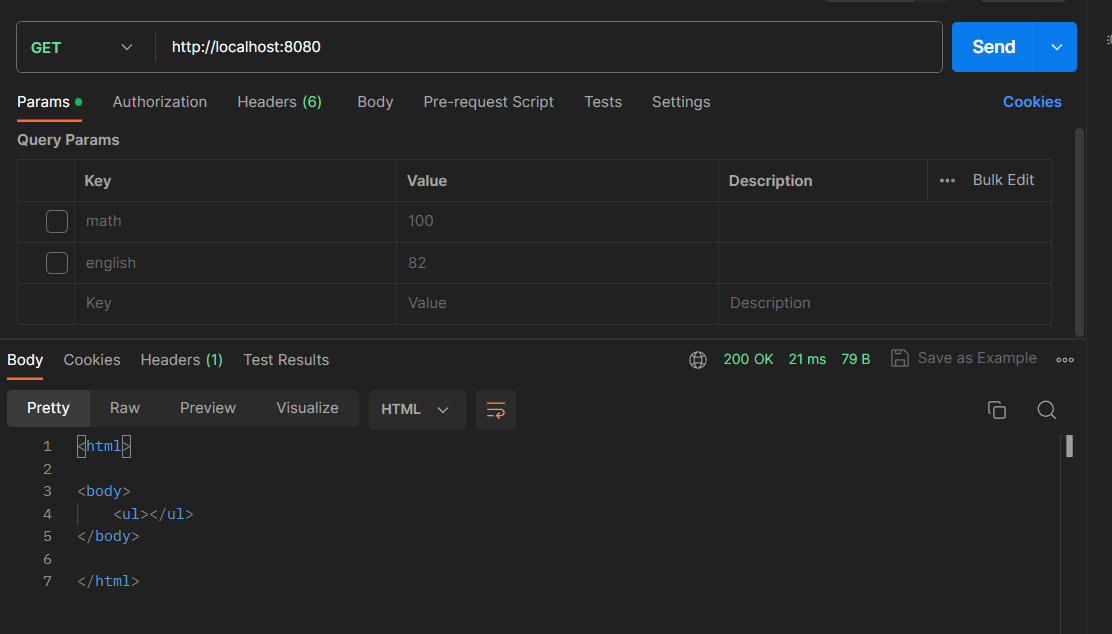 GET http://localhost:8080 Send
Params Authorization Headers (6) Body Pre-request Script Tests Settings Cookies
Query Params
Key Value Description Bulk Edit
math 100
english 82
Key Value Description
Body Cookies Headers (1) Test Results 200 OK 21 ms 79 B Save as Example
Pretty Raw Preview Visualize HTML
1 <html>
2
3 <body>
4 <ul></ul>
5 </body>
6
7 </html>